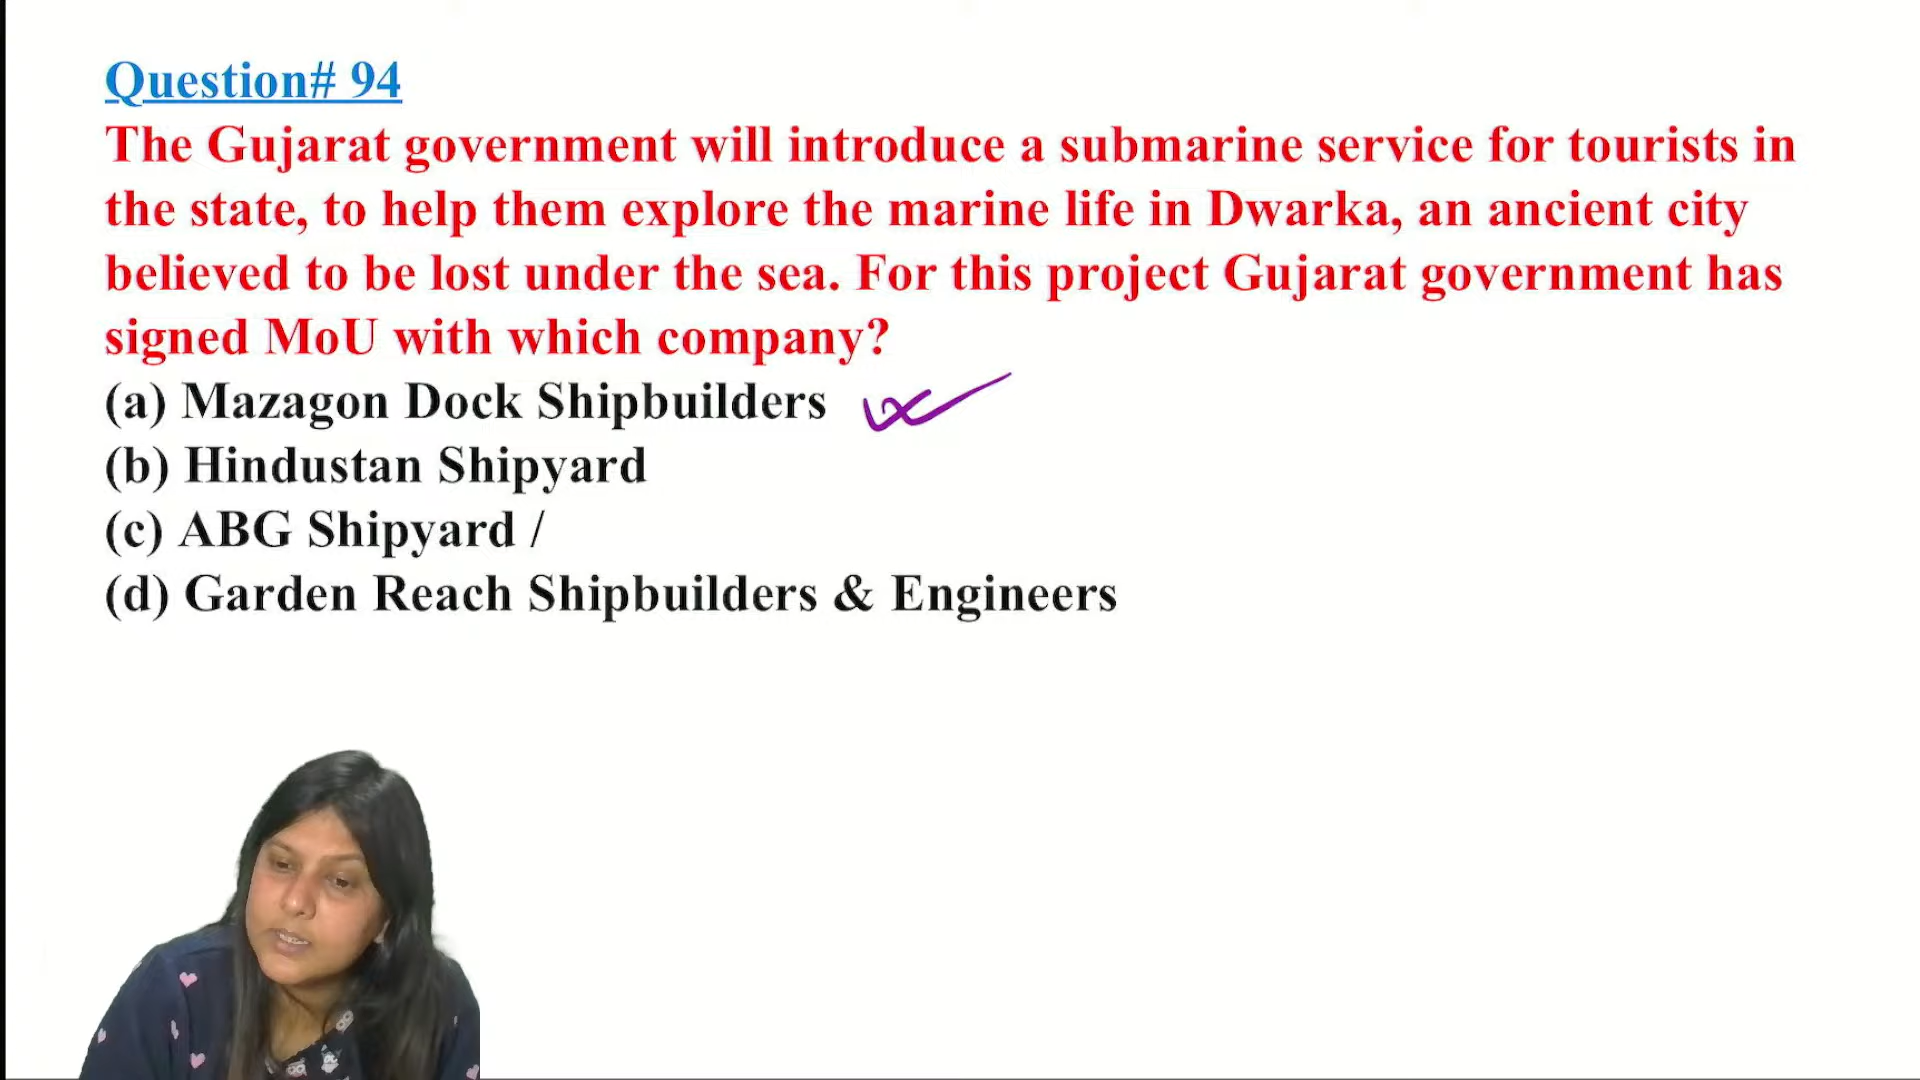 Question# 94
The Gujarat government will introduce a submarine service for tourists in
the state, to help them explore the marine life in Dwarka, an ancient city
believed to be lost under the sea. For this project Gujarat government has
signed MoU with which company?
(a) Mazagon Dock Shipbuilders
(b) Hindustan Shipyard
(c) ABG Shipyard /
(d) Garden Reach Shipbuilders & Engineers